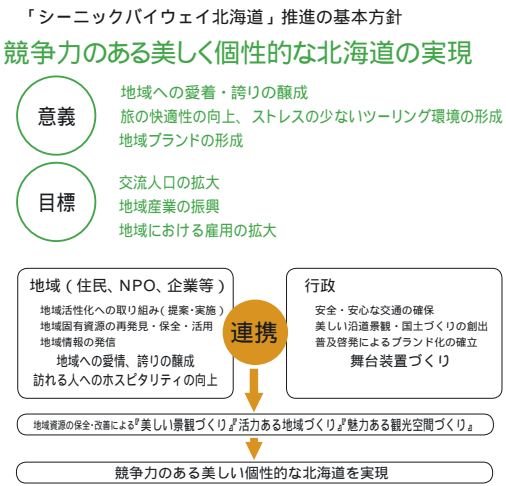 「シーニックバイウェイ北海道」推進の基本方針
競争力のある美しく個性的な北海道の実現
意義
地域への愛着・誇りの醸成
旅の快適性の向上、ストレスの少ないツーリング環境の形成
地域ブランドの形成
目標
交流人口の拡大
地域産業の振興
地域における雇用の拡大
地域(住民、NPO、企業等)
地域活性化への取り組み(提案・実施)
地域固有資源の再発見・保全・活用
地域情報の発信
地域への愛情、誇りの醸成
訪れる人へのホスピタリティの向上
連携
行政
安全・安心な交通の確保
美しい沿道景観・国土づくりの創出
普及啓発によるブランド化の確立
舞台装置づくり
地域資源の保全・改善による『美しい景観づくり』『活力ある地域づくり』『魅力ある観光空間づくり』
競争力のある美しい個性的な北海道を実現